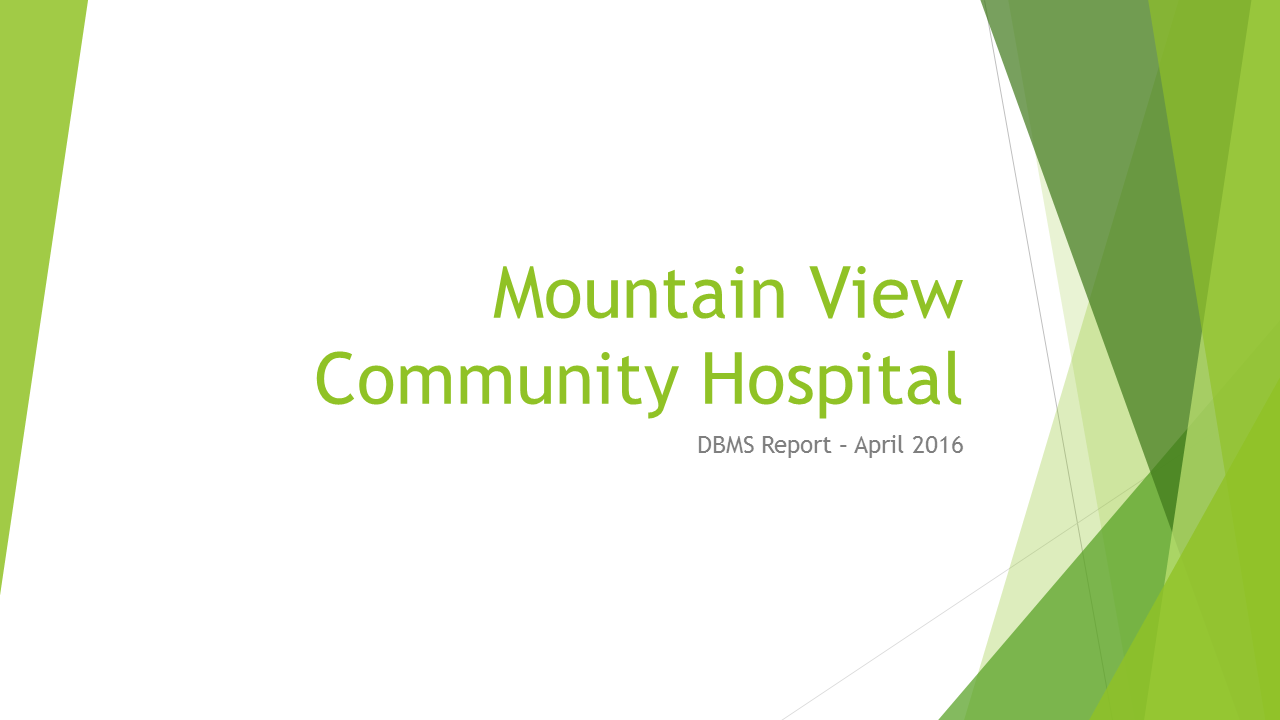 Mountain View
Community Hospital
DBMS Report – April 2016